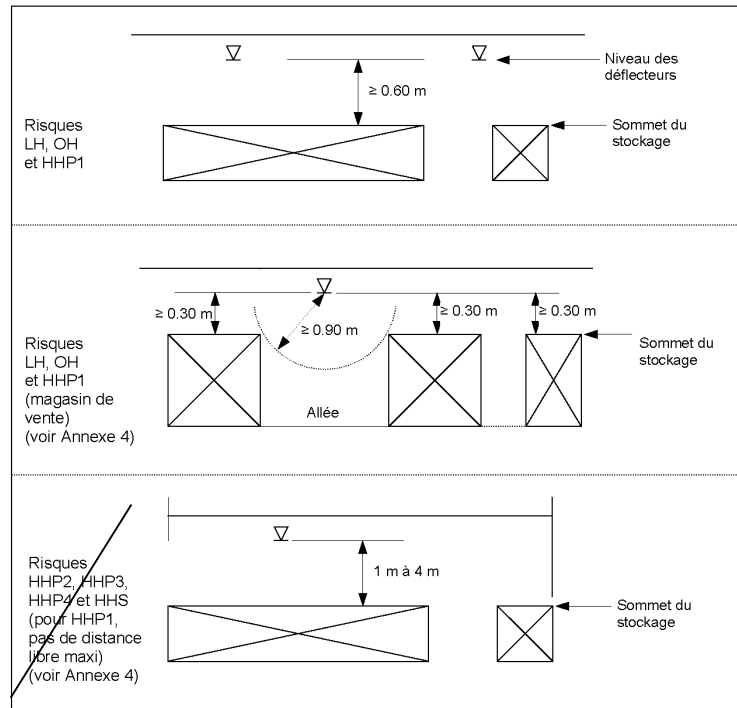 Niveau des
déflecteurs
≥ 0.60 m
Risques
LH, OH
et HHP1
Sommet du
stockage
≥ 0.30 m
≥ 0.90 m
≥ 0.30 m
≥ 0.30 m
Risques
LH, OH
et HHP1
(magasin de
vente)
(voir Annexe 4)
Sommet du
stockage
Allée
Risques
HHP2, HHP3,
HHP4 et HHS
(pour HHP1,
pas de distance
libre maxi)
(voir Annexe 4)
1 m à 4 m
Sommet du
stockage